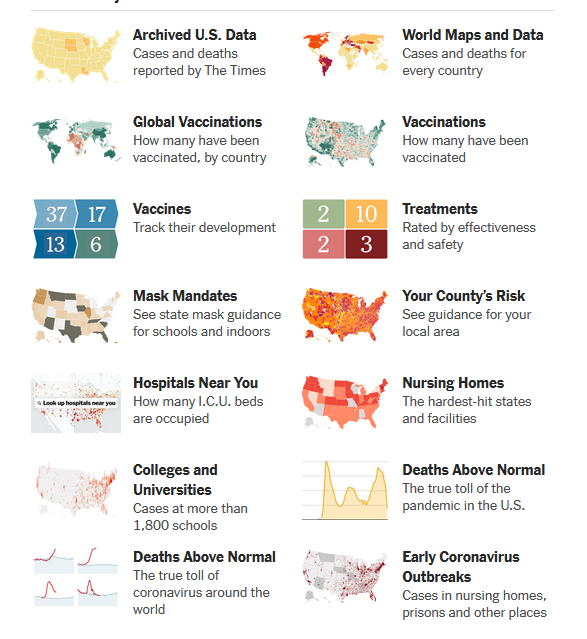 Archived U.S. Data
Cases and deaths
reported by The Times
World Maps and Data
Cases and deaths for
every country
Global Vaccinations
How many have been
vaccinated, by country
Vaccinations
How many have been
vaccinated
37 17
13 6
Vaccines
Track their development
2 10
2 3
Treatments
Rated by effectiveness
and safety
Mask Mandates
See state mask guidance
for schools and indoors
Your County’s Risk
See guidance for your
local area
Look up hospitals near you
Hospitals Near You
How many I.C.U. beds
are occupied
Nursing Homes
The hardest-hit states
and facilities
Colleges and
Universities
Cases at more than
1,800 schools
Deaths Above Normal
The true toll of the
pandemic in the U.S.
Deaths Above Normal
The true toll of
coronavirus around the
world
Early Coronavirus
Outbreaks
Cases in nursing homes,
prisons and other places